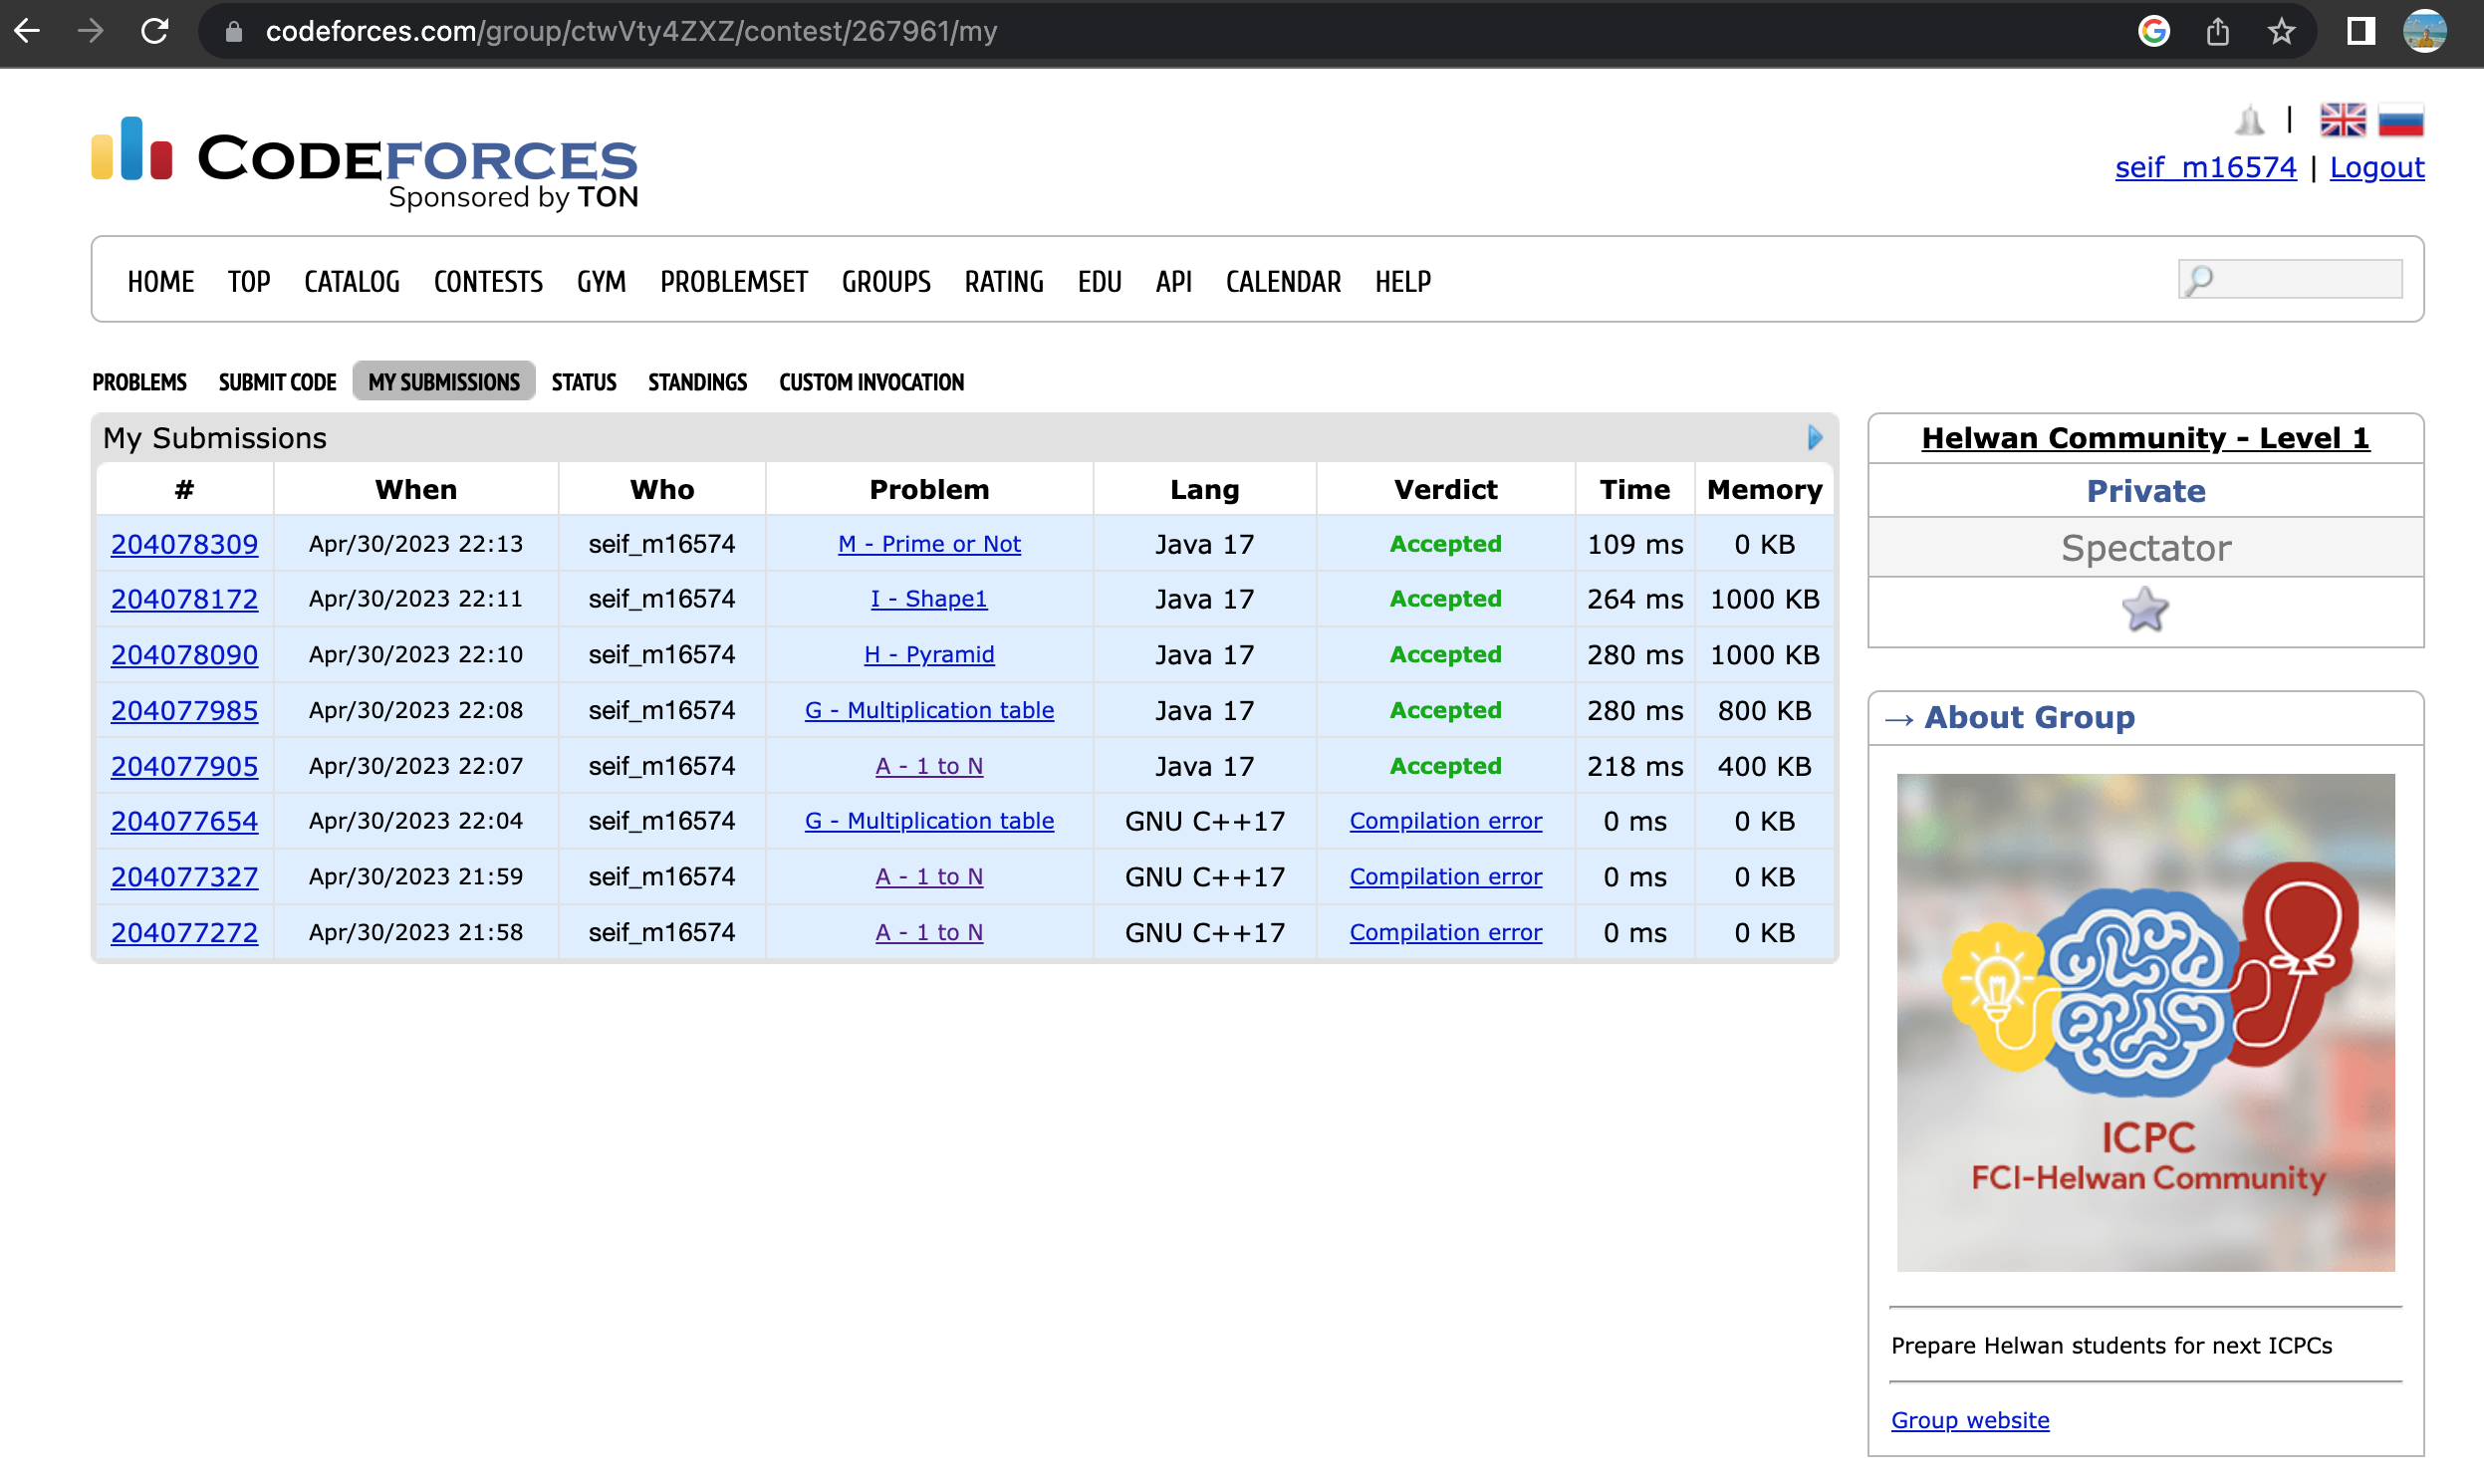 codeforces.com/group/ctwVty4ZXZ/contest/267961/my
CODEFORCES
Sponsored by TON
|
seif_m16574 | Logout
HOME TOP CATALOG CONTESTS GYM PROBLEMSET GROUPS RATING EDU API CALENDAR HELP
PROBLEMS SUBMIT CODE MY SUBMISSIONS STATUS STANDINGS CUSTOM INVOCATION
My Submissions
# When Who Problem Lang Verdict Time Memory
204078309 Apr/30/2023 22:13 seif_m16574 M - Prime or Not Java 17 Accepted 109 ms 0 KB
204078172 Apr/30/2023 22:11 seif_m16574 I - Shape1 Java 17 Accepted 264 ms 1000 KB
204078090 Apr/30/2023 22:10 seif_m16574 H - Pyramid Java 17 Accepted 280 ms 1000 KB
204077985 Apr/30/2023 22:08 seif_m16574 G - Multiplication table Java 17 Accepted 280 ms 800 KB
204077905 Apr/30/2023 22:07 seif_m16574 A - 1 to N Java 17 Accepted 218 ms 400 KB
204077654 Apr/30/2023 22:04 seif_m16574 G - Multiplication table GNU C++17 Compilation error 0 ms 0 KB
204077327 Apr/30/2023 21:59 seif_m16574 A - 1 to N GNU C++17 Compilation error 0 ms 0 KB
204077272 Apr/30/2023 21:58 seif_m16574 A - 1 to N GNU C++17 Compilation error 0 ms 0 KB
Helwan Community - Level 1
Private
Spectator
→ About Group
ICPC
FCI-Helwan Community
Prepare Helwan students for next ICPCs
Group website